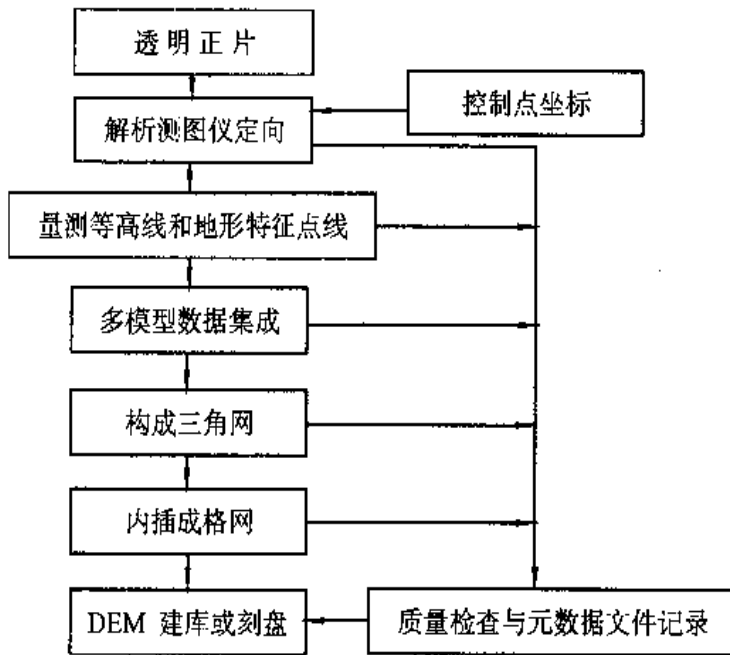 透明正片
控制点坐标
解析测图仪定向
量测等高线和地形特征点线
多模型数据集成
构成三角网
内插成格网
DEM 建库或刻盘
质量检查与元数据文件记录